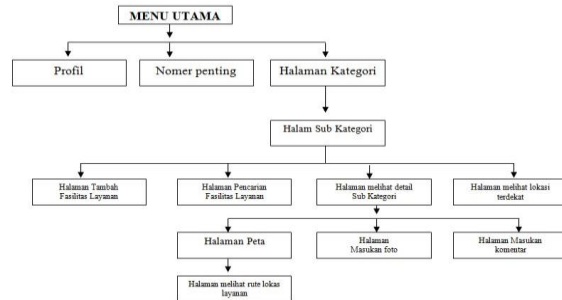 MENU UTAMA
Profil
Nomer penting
Halaman Kategori
Halam Sub Kategori
Halaman Tambah
Fasilitas Layanan
Halaman Pencarian
Fasilitas Layanan
Halaman melihat detail
Sub Kategori
Halaman melihat lokasi
terdekat
Halaman Peta
Halaman
Masukan foto
Halaman Masukan
komentar
Halaman melihat rute lokas
layanan